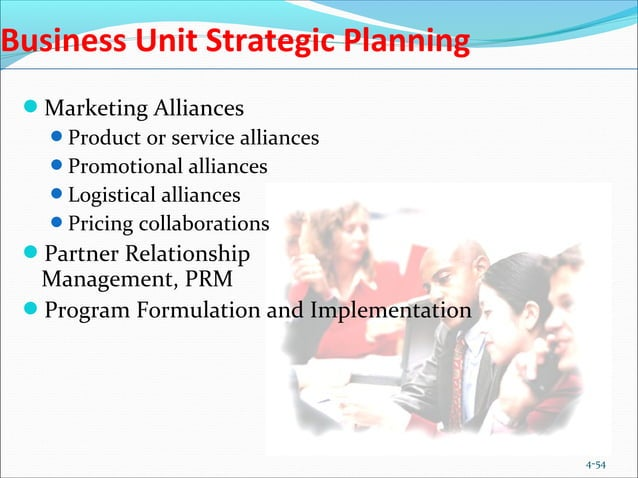 Business Unit Strategic Planning
Marketing Alliances
Product or service alliances
Promotional alliances
Logistical alliances
Pricing collaborations
Partner Relationship
Management, PRM
Program Formulation and Implementation
4-54